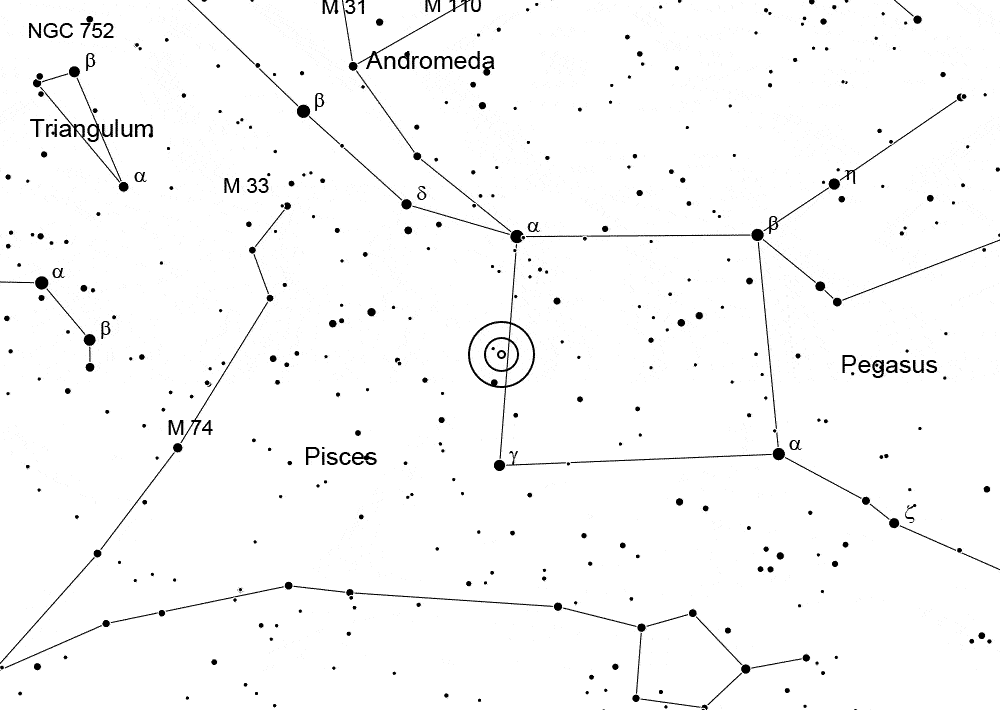 M 31
M 110
NGC 752
β
Andromeda
β
Triangulum
α
M 33
δ
α
η
β
α
β
Pegasus
M 74
Pisces
γ
α
ζ